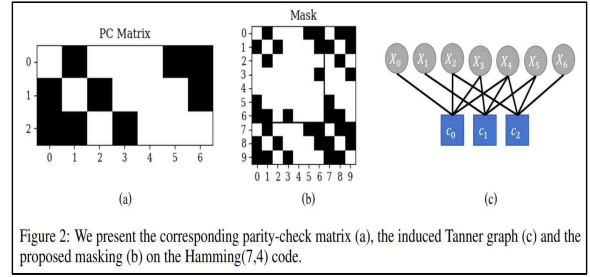 PC Matrix
0
1
2
0 1 2 3 4 5 6
(a)
Mask
0
1
2
3
4
5
6
7
8
9
0 1 2 3 4 5 6 7 8 9
(b)
X0 X1 X2 X3 X4 X5 X6
c0 c1 c2
(c)
Figure 2: We present the corresponding parity-check matrix (a), the induced Tanner graph (c) and the
proposed masking (b) on the Hamming(7,4) code.